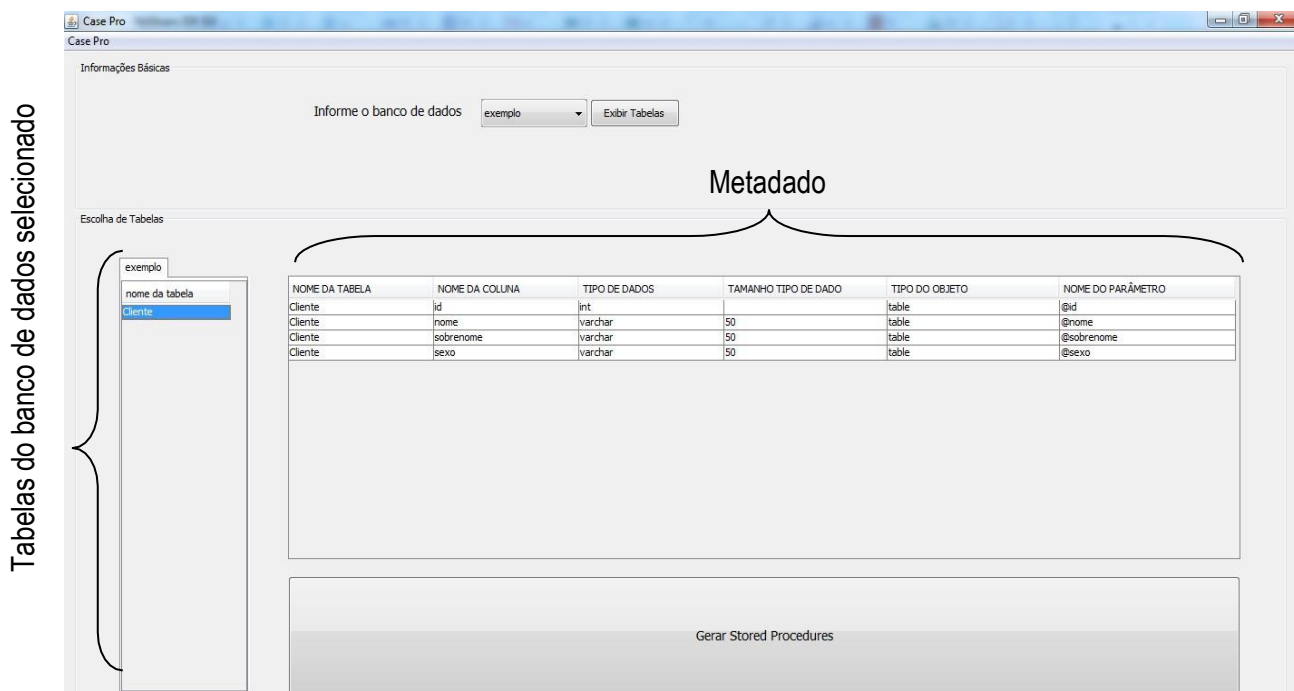 Case Pro
Case Pro
Informações Básicas
Informe o banco de dados exemplo Exibir Tabelas
Metadado
Tabelas do banco de dados selecionado
Escolha de Tabelas
exemplo
nome da tabela
Cliente
NOME DA TABELA NOME DA COLUNA TIPO DE DADOS TAMANHO TIPO DE DADO TIPO DO OBJETO NOME DO PARÂMETRO
Cliente id int table @id
Cliente nome varchar 50 table @nome
Cliente sobrenome varchar 50 table @sobrenome
Cliente sexo varchar 50 table @sexo
Gerar Stored Procedures